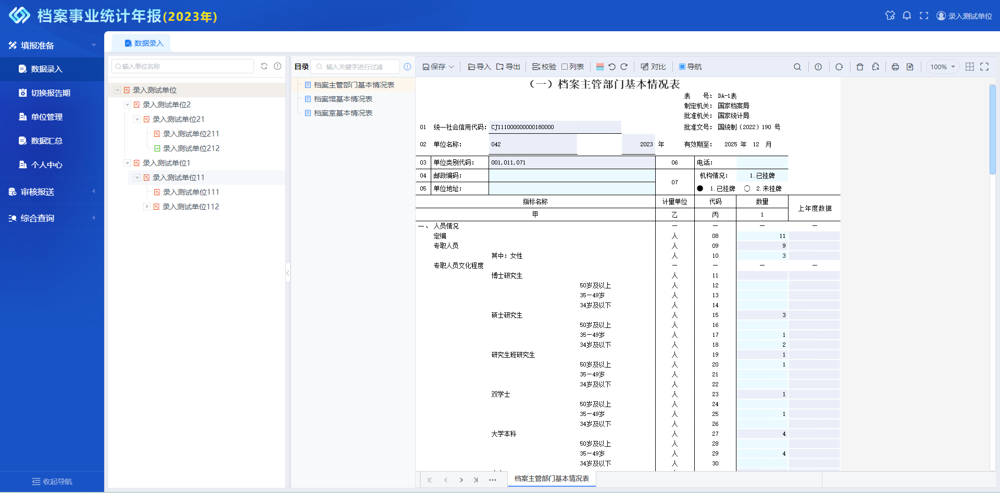 档案事业统计年报(2023年)
录入测试单位
填报准备
数据录入
切换报告期
单位管理
数据汇总
个人中心
审核报送
综合查询
收起导航
数据录入
输入单位名称
录入测试单位
录入测试单位2
录入测试单位21
录入测试单位211
录入测试单位212
录入测试单位1
录入测试单位11
录入测试单位111
录入测试单位112
目录 输入关键字进行过滤
档案主管部门基本情况表
档案馆基本情况表
档案室基本情况表
保存 导入 导出 校验 列表 对比 导航 100%
（一）档案主管部门基本情况表
表 号： DA-1表
制定机关： 国家档案局
批准机关： 国家统计局
01 统一社会信用代码： CJ111000000000180000 批准文号： 国统制（2022）190 号
02 单位名称： 042 2023 年 有效期至： 2025 年 12 月
03 单位类别代码： 001,011,071 06 电话：
04 邮政编码： 07 机构情况： 1.已挂牌
05 单位地址： 1.已挂牌 2.未挂牌
指标名称 计量单位 代码 数量 上年度数据
甲 乙 丙 1
一、人员情况 — — — —
定编 人 08 11
专职人员 人 09 9
其中：女性 人 10 3
专职人员文化程度 — — — —
博士研究生 人 11
50岁及以上 人 12
35—49岁 人 13
34岁及以下 人 14
硕士研究生 人 15 3
50岁及以上 人 16
35—49岁 人 17 1
34岁及以下 人 18 2
研究生班研究生 人 19 1
50岁及以上 人 20 1
35—49岁 人 21
34岁及以下 人 22
双学士 人 23 1
50岁及以上 人 24
35—49岁 人 25 1
34岁及以下 人 26
大学本科 人 27 4
50岁及以上 人 28
35—49岁 人 29 4
34岁及以下 人 30
档案主管部门基本情况表